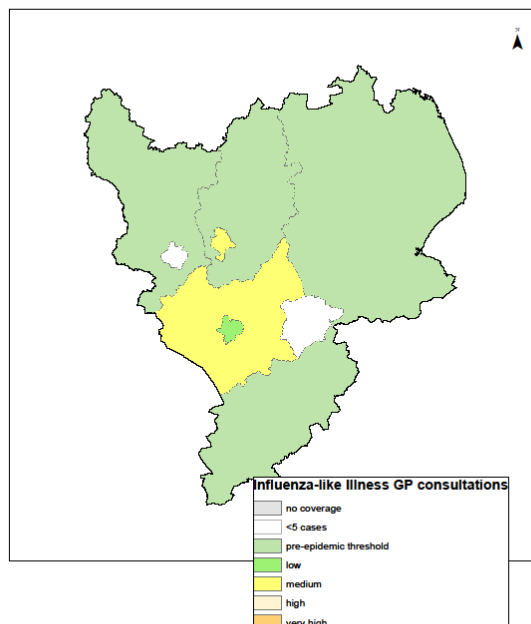 Influenza-like Illness GP consultations
no coverage
<5 cases
pre-epidemic threshold
low
medium
high
very high